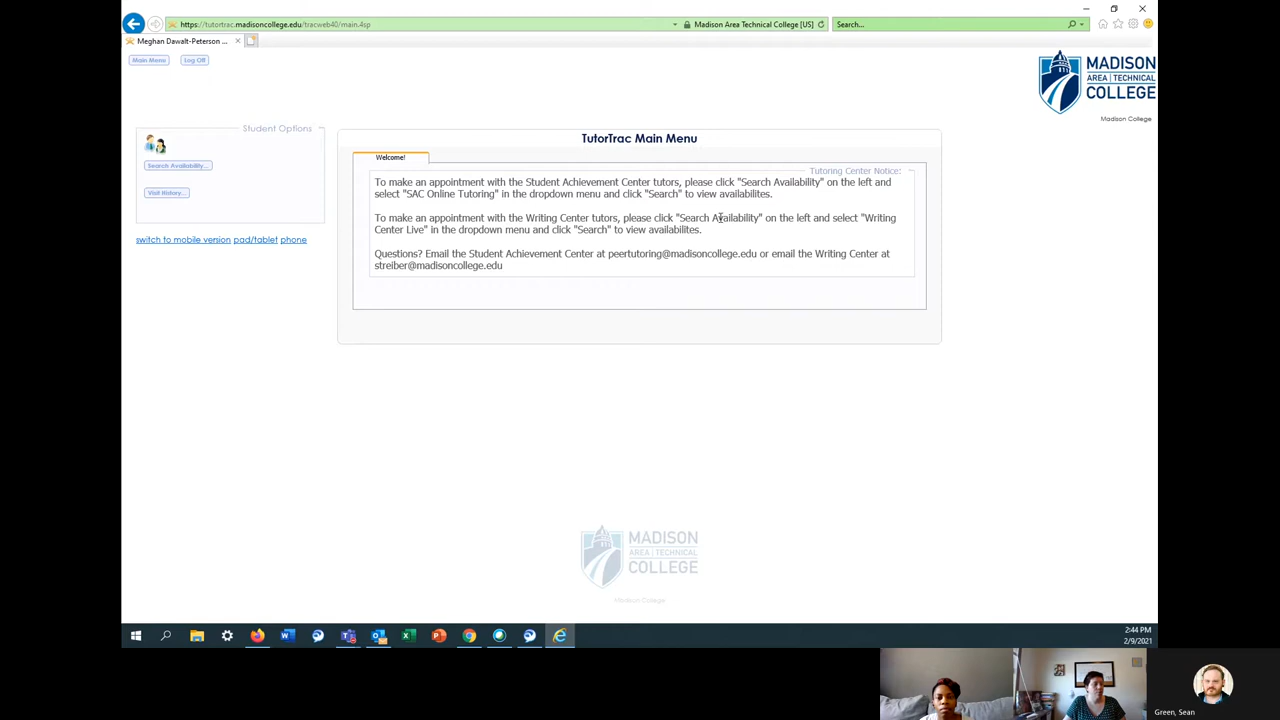 https://tutortrac.madisoncollege.edu/tracweb40/main.4sp
Madison Area Technical College [US]
Search...
Meghan Dawalt-Peterson ...
Main Menu
Log Off
MADISON
AREA TECHNICAL
COLLEGE
Madison College
Student Options
Search Availability...
Visit History...
switch to mobile version pad/tablet phone
TutorTrac Main Menu
Welcome!
Tutoring Center Notice:
To make an appointment with the Student Achievement Center tutors, please click "Search Availability" on the left and
select "SAC Online Tutoring" in the dropdown menu and click "Search" to view availabilites.
To make an appointment with the Writing Center tutors, please click "Search Availability" on the left and select "Writing
Center Live" in the dropdown menu and click "Search" to view availabilites.
Questions? Email the Student Achievement Center at peertutoring@madisoncollege.edu or email the Writing Center at
streiber@madisoncollege.edu
MADISON
AREA TECHNICAL
COLLEGE
Madison College
2:44 PM
2/9/2021
Green, Sean